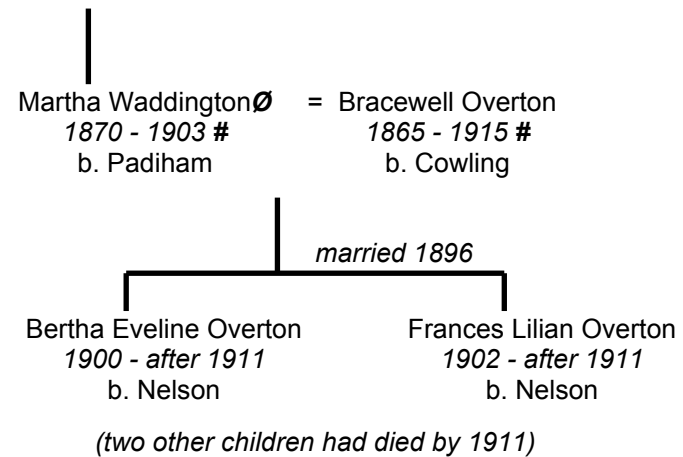 Martha WaddingtonØ = Bracewell Overton
1870 - 1903 # 1865 - 1915 #
b. Padiham b. Cowling
married 1896
Bertha Eveline Overton Frances Lilian Overton
1900 - after 1911 1902 - after 1911
b. Nelson b. Nelson
(two other children had died by 1911)